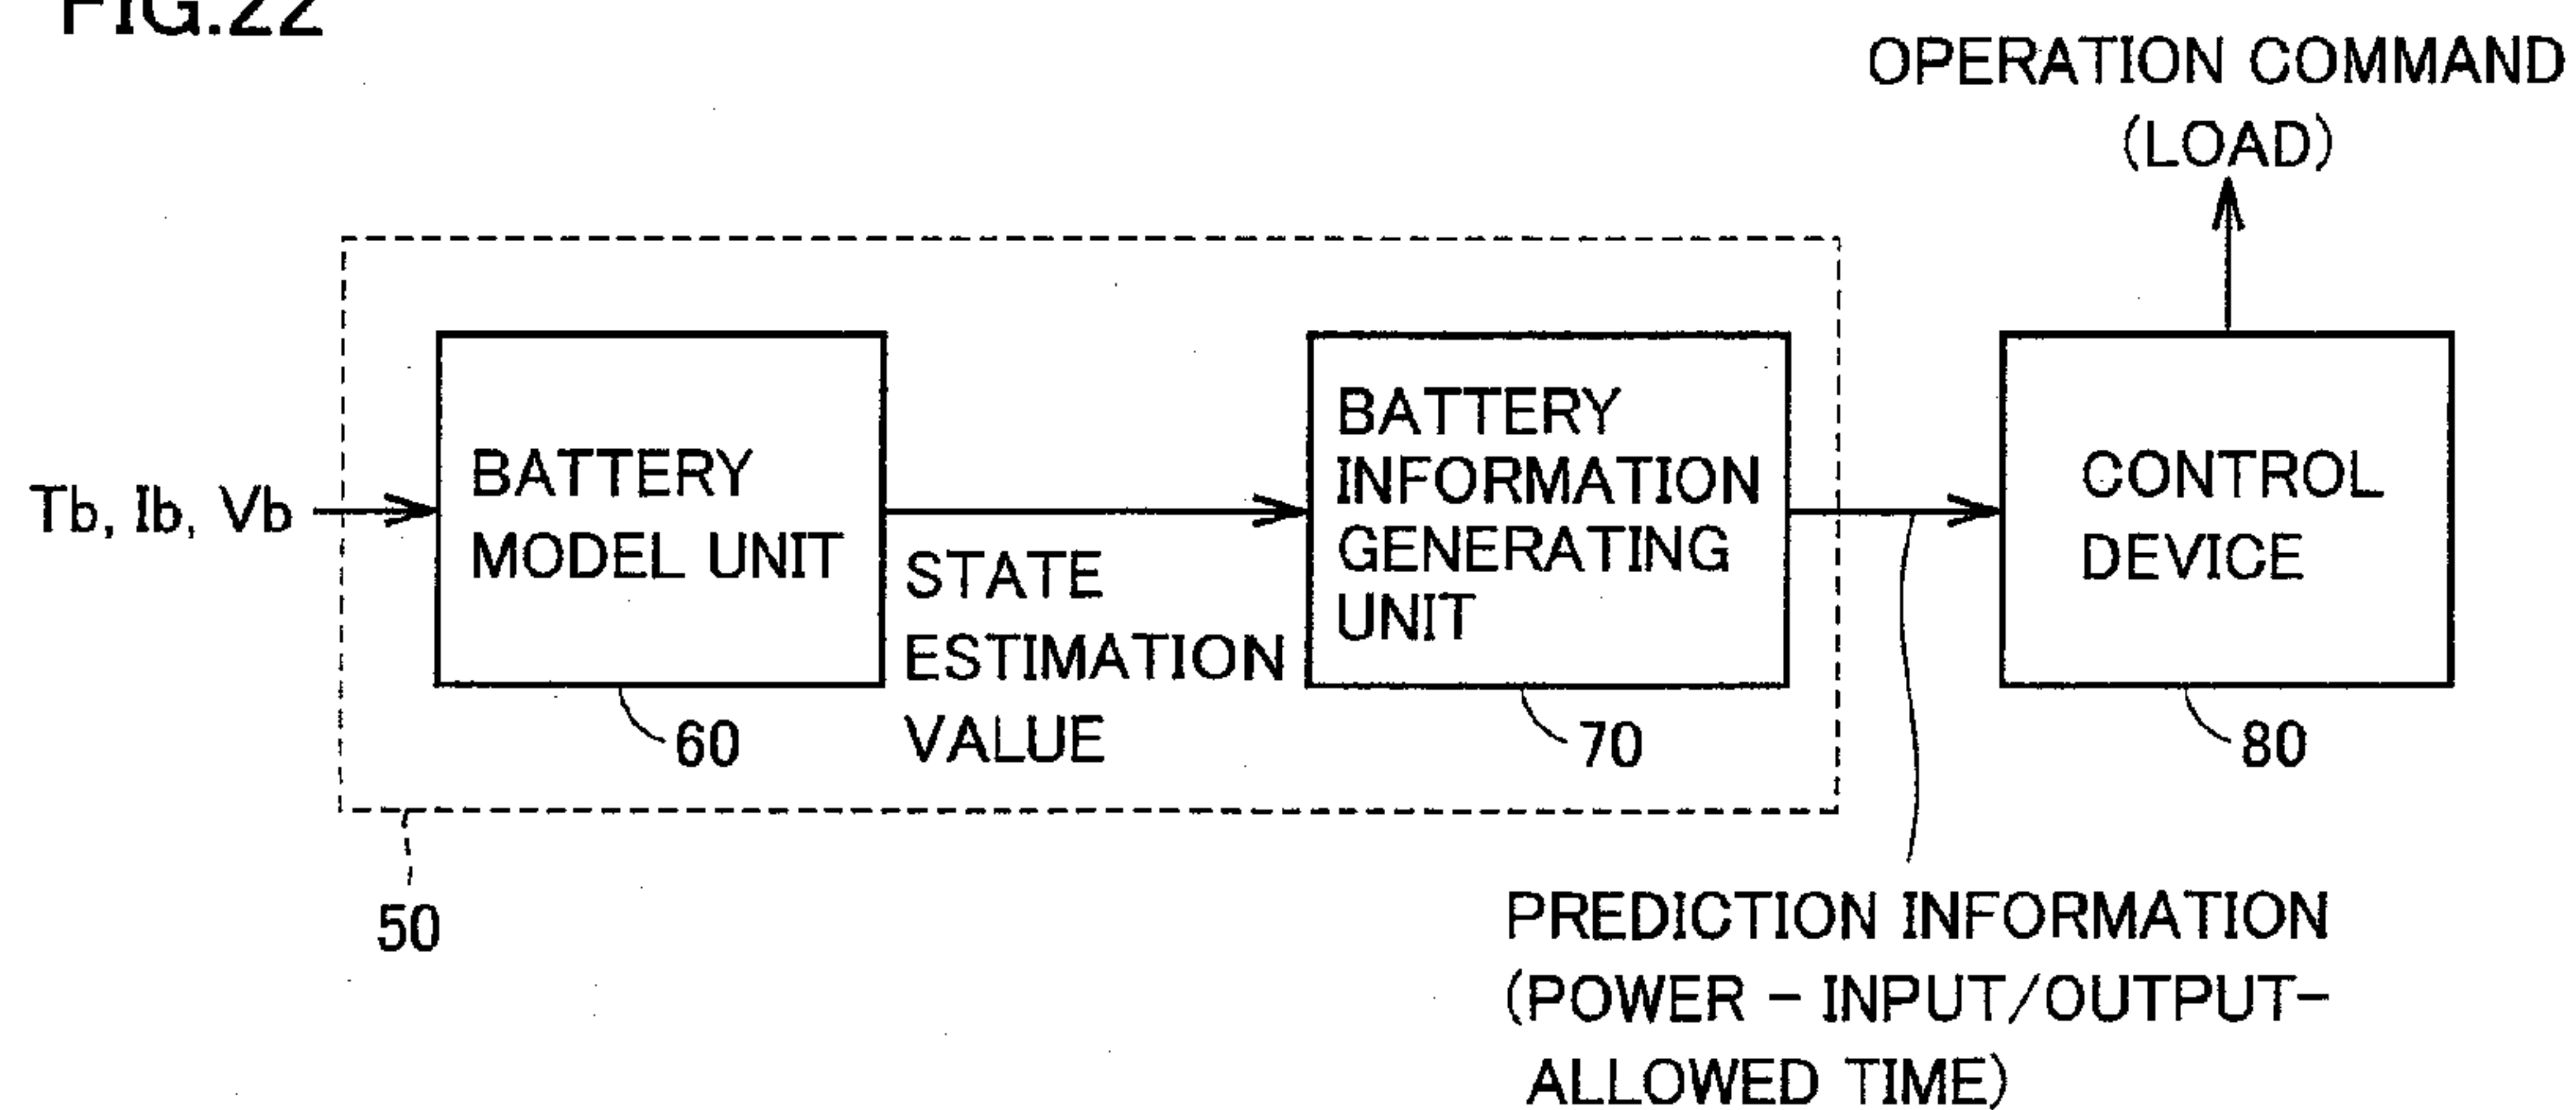 FIG.22
OPERATION COMMAND
(LOAD)
Tb, Ib, Vb
BATTERY
MODEL UNIT
60
STATE
ESTIMATION
VALUE
BATTERY
INFORMATION
GENERATING
UNIT
70
CONTROL
DEVICE
80
50
PREDICTION INFORMATION
(POWER - INPUT/OUTPUT-
ALLOWED TIME)